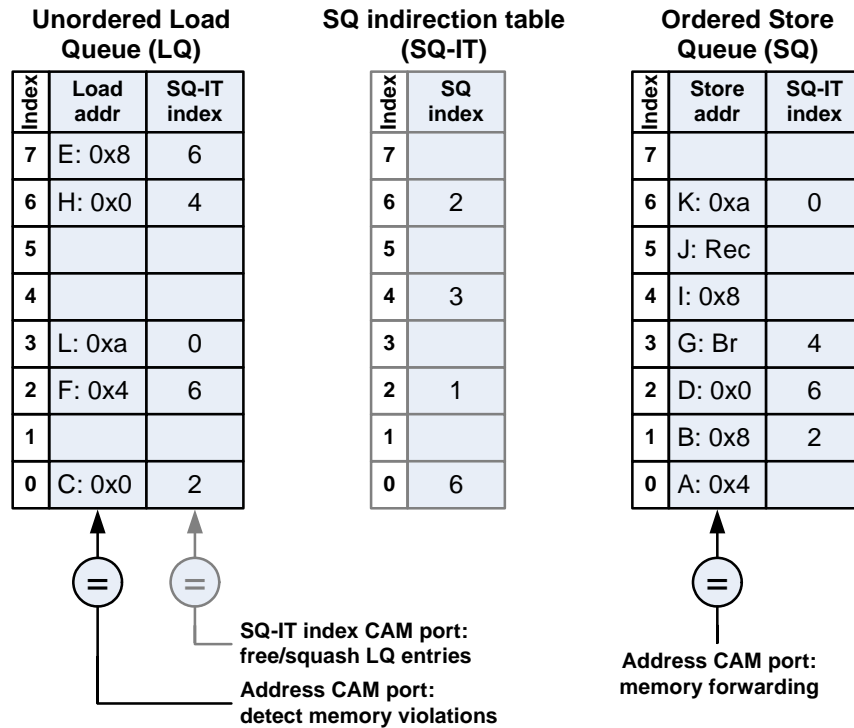 Unordered Load
Queue (LQ)
Index Load addr SQ-IT index
7 E: 0x8 6
6 H: 0x0 4
5
4
3 L: 0xa 0
2 F: 0x4 6
1
0 C: 0x0 2
=
=
SQ-IT index CAM port:
free/squash LQ entries
Address CAM port:
detect memory violations
SQ indirection table
(SQ-IT)
Index SQ index
7
6 2
5
4 3
3
2 1
1
0 6
Ordered Store
Queue (SQ)
Index Store addr SQ-IT index
7
6 K: 0xa 0
5 J: Rec
4 I: 0x8
3 G: Br 4
2 D: 0x0 6
1 B: 0x8 2
0 A: 0x4
=
Address CAM port:
memory forwarding